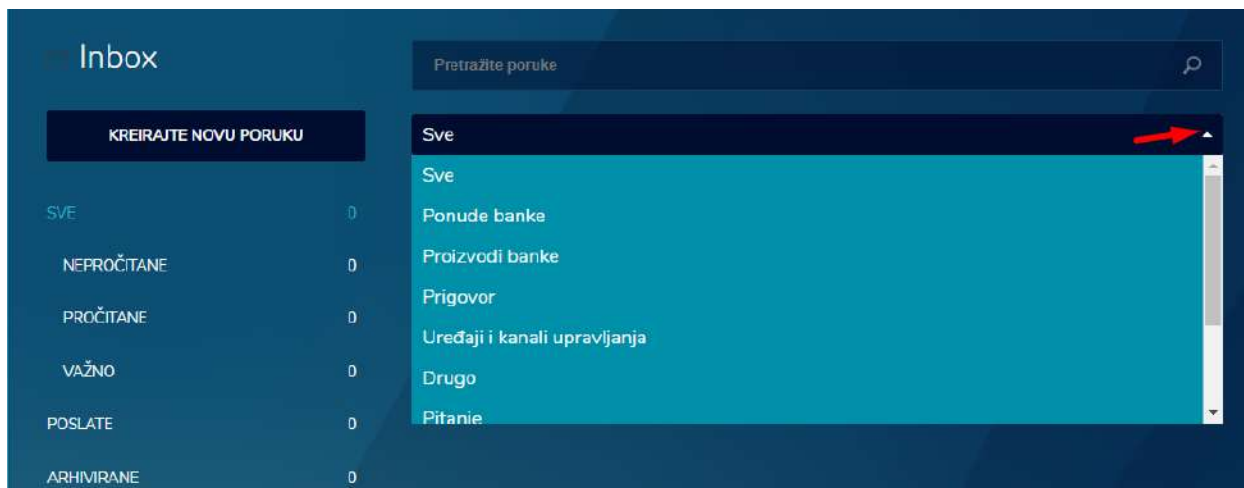 Inbox
KREIRAJTE NOVU PORUKU
SVE 0
NEPROČITANE 0
PROČITANE 0
VAŽNO 0
POSLATE 0
ARHIVIRANE 0
Pretražite poruke
Sve
Sve
Ponude banke
Proizvodi banke
Prigovor
Uređaji i kanali upravljanja
Drugo
Pitanje